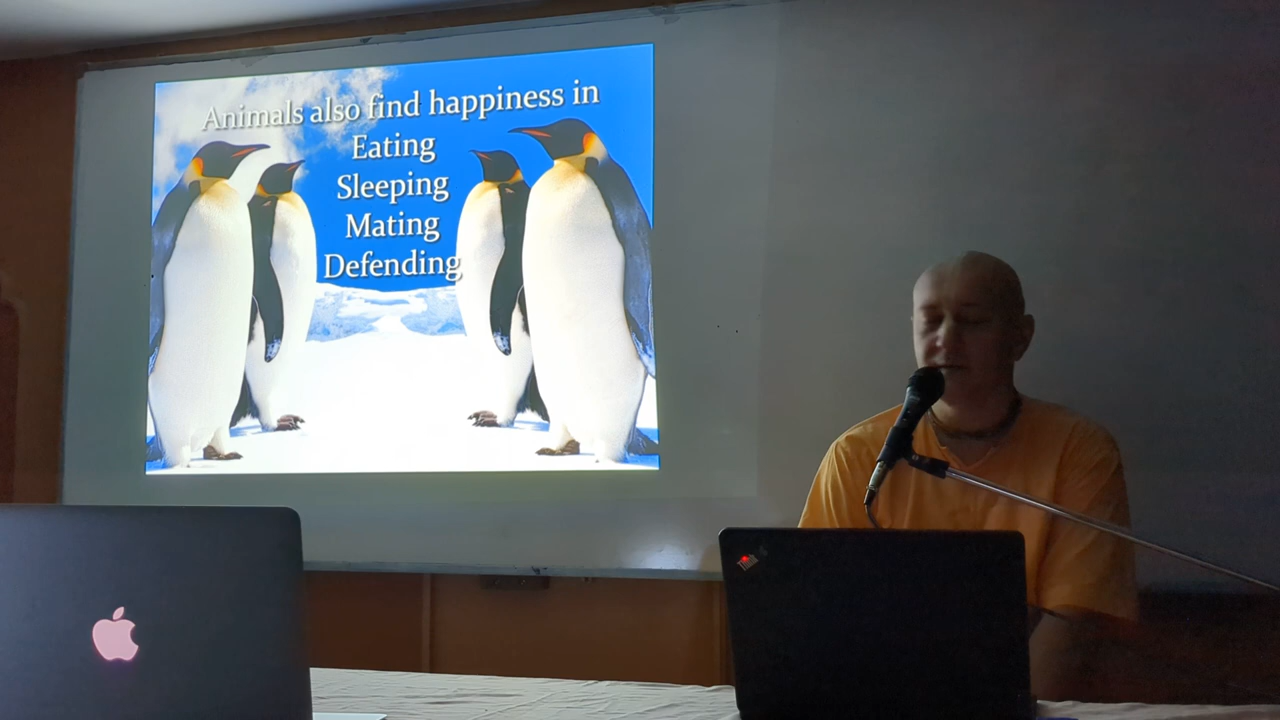 Animals also find happiness in
Eating
Sleeping
Mating
Defending